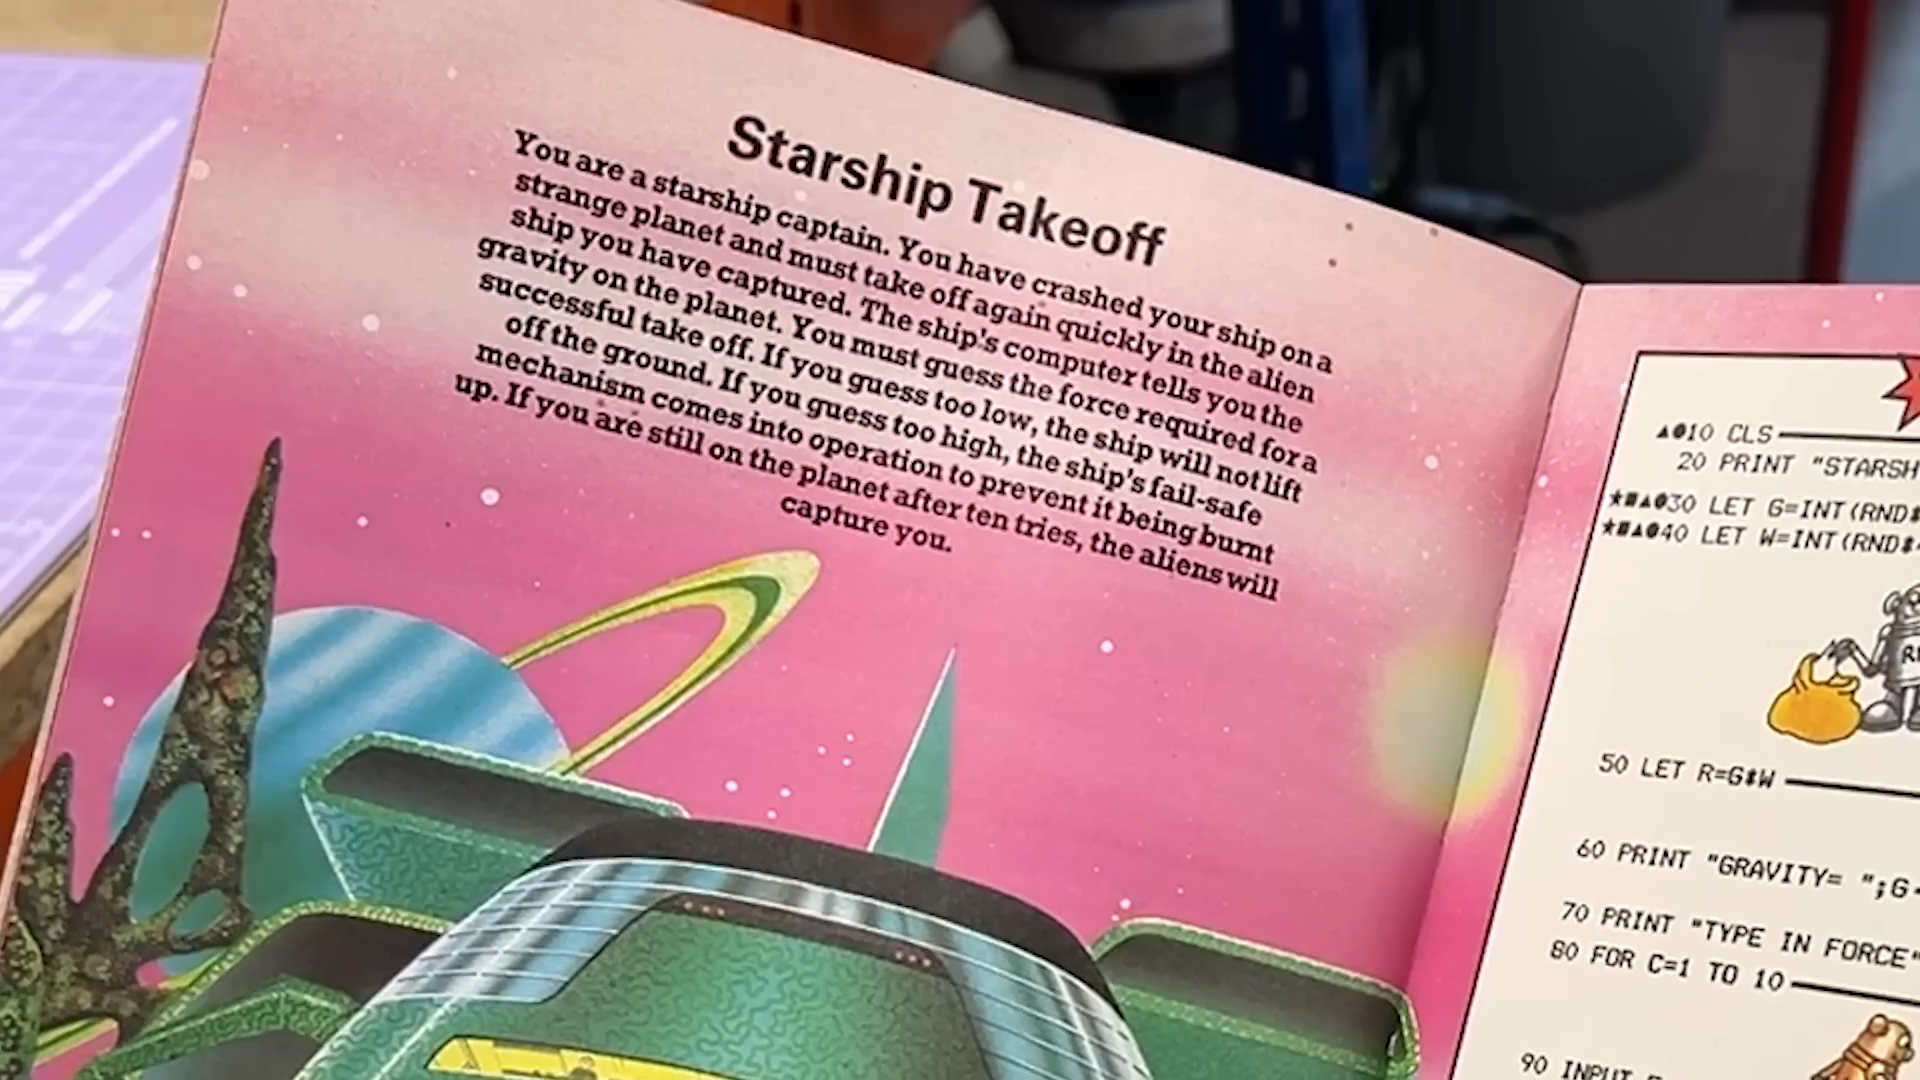 Starship Takeoff
You are a starship captain. You have crashed your ship on a
strange planet and must take off again quickly in the alien
ship you have captured. The ship's computer tells you the
gravity on the planet. You must guess the force required for a
successful take off. If you guess too low, the ship will not lift
off the ground. If you guess too high, the ship's fail-safe
mechanism comes into operation to prevent it being burnt
up. If you are still on the planet after ten tries, the aliens will
capture you.
▲●10 CLS
20 PRINT "STARSH
★■▲●30 LET G=INT(RND
★■▲●40 LET W=INT(RND
50 LET R=G*W
60 PRINT "GRAVITY= ";G
70 PRINT "TYPE IN FORCE"
80 FOR C=1 TO 10
90 INPUT